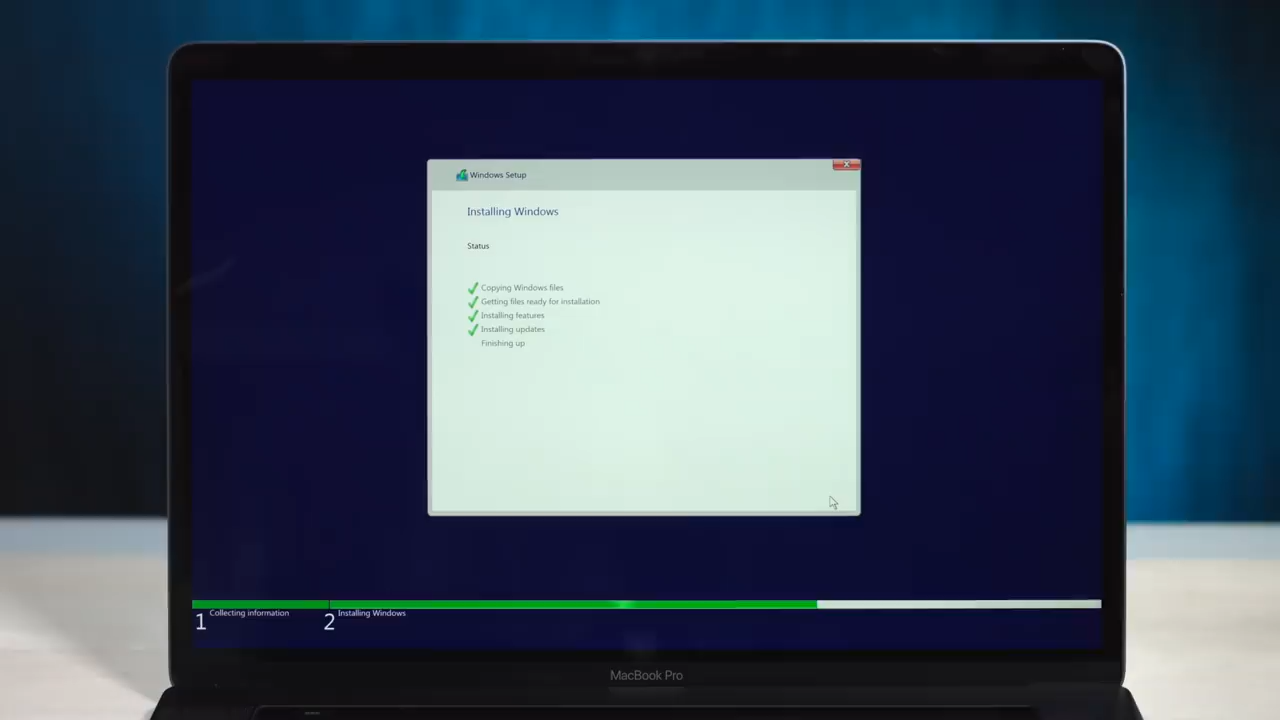 Windows Setup
Installing Windows
Status
Copying Windows files
Getting files ready for installation
Installing features
Installing updates
Finishing up
1 Collecting information
2 Installing Windows
MacBook Pro